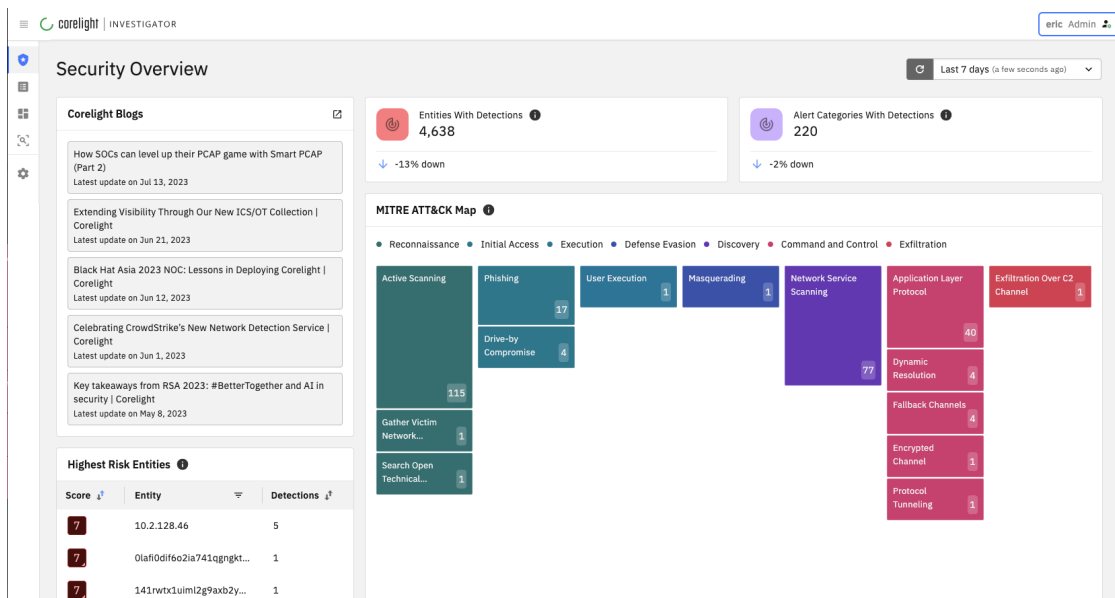 corelight | INVESTIGATOR
eric Admin
Security Overview
Last 7 days (a few seconds ago)
Corelight Blogs
How SOCs can level up their PCAP game with Smart PCAP
(Part 2)
Latest update on Jul 13, 2023
Extending Visibility Through Our New ICS/OT Collection |
Corelight
Latest update on Jun 21, 2023
Black Hat Asia 2023 NOC: Lessons in Deploying Corelight |
Corelight
Latest update on Jun 12, 2023
Celebrating CrowdStrike's New Network Detection Service |
Corelight
Latest update on Jun 1, 2023
Key takeaways from RSA 2023: #BetterTogether and AI in
security | Corelight
Latest update on May 8, 2023
Highest Risk Entities
Score Entity Detections
7 10.2.128.46 5
7 0lafi0dif6o2ia741qgngkt... 1
7 141rwtx1uiml2g9axb2y... 1
Entities With Detections
4,638
-13% down
Alert Categories With Detections
220
-2% down
MITRE ATT&CK Map
Reconnaissance Initial Access Execution Defense Evasion Discovery Command and Control Exfiltration
Active Scanning
115
Gather Victim
Network... 1
Search Open
Technical... 1
Phishing
17
Drive-by
Compromise 4
User Execution
1
Masquerading
1
Network Service
Scanning
77
Application Layer
Protocol
40
Dynamic
Resolution 4
Fallback Channels
4
Encrypted
Channel 1
Protocol
Tunneling 1
Exfiltration Over C2
Channel 1